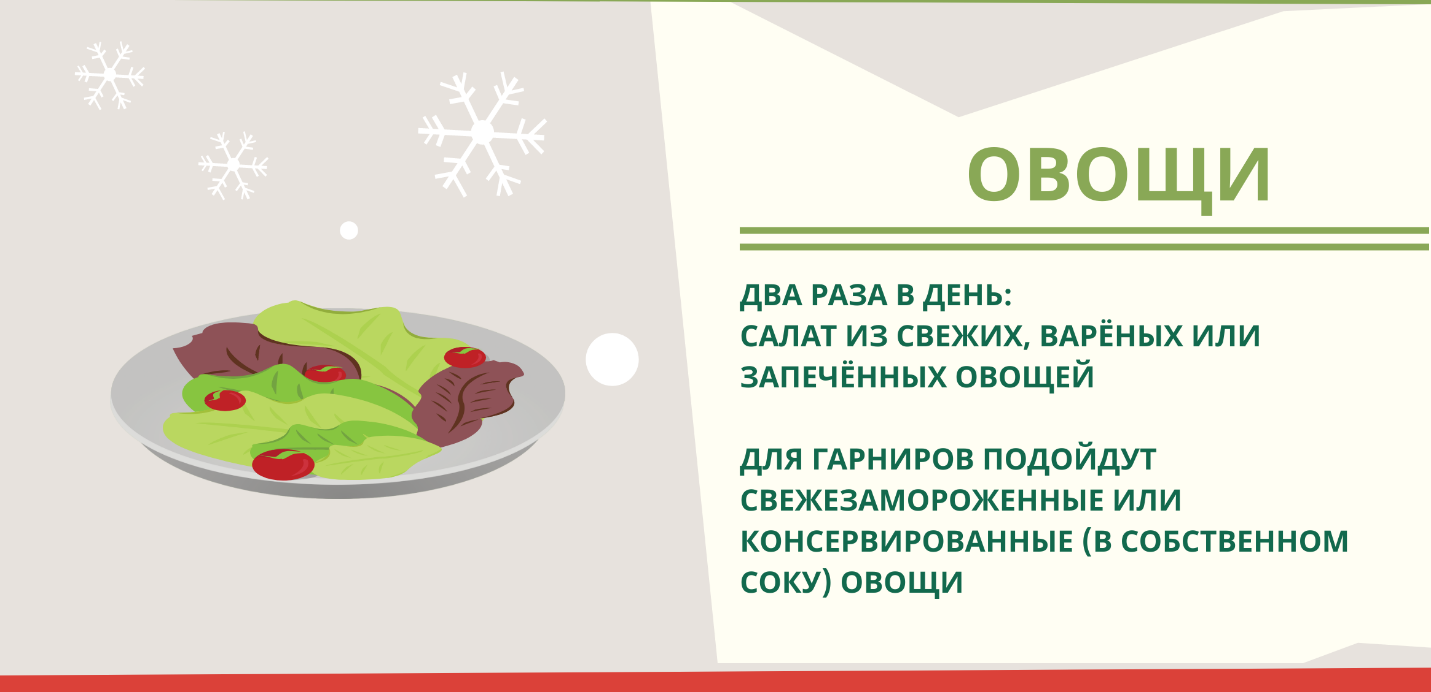 ОВОЩИ
ДВА РАЗА В ДЕНЬ:
САЛАТ ИЗ СВЕЖИХ, ВАРЁНЫХ ИЛИ
ЗАПЕЧЁННЫХ ОВОЩЕЙ
ДЛЯ ГАРНИРОВ ПОДОЙДУТ
СВЕЖЕЗАМОРОЖЕННЫЕ ИЛИ
КОНСЕРВИРОВАННЫЕ (В СОБСТВЕННОМ
СОКУ) ОВОЩИ